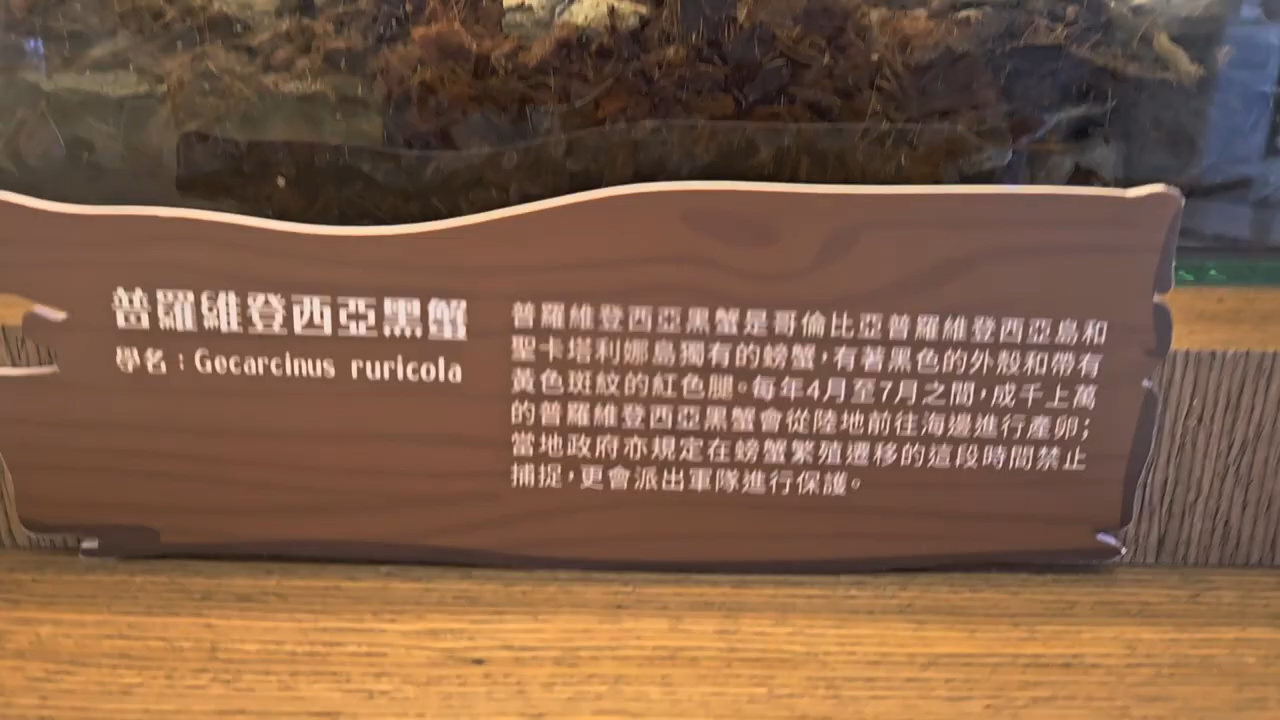 普羅維登西亞黑蟹
學名：Gecarcinus ruricola
普羅維登西亞黑蟹是哥倫比亞普羅維登西亞島和
聖卡塔利娜島獨有的螃蟹，有著黑色的外殼和帶有
黃色斑紋的紅色腿。每年4月至7月之間，成千上萬
的普羅維登西亞黑蟹會從陸地前往海邊進行產卵；
當地政府亦規定在螃蟹繁殖遷移的這段時間禁止
捕捉，更會派出軍隊進行保護。